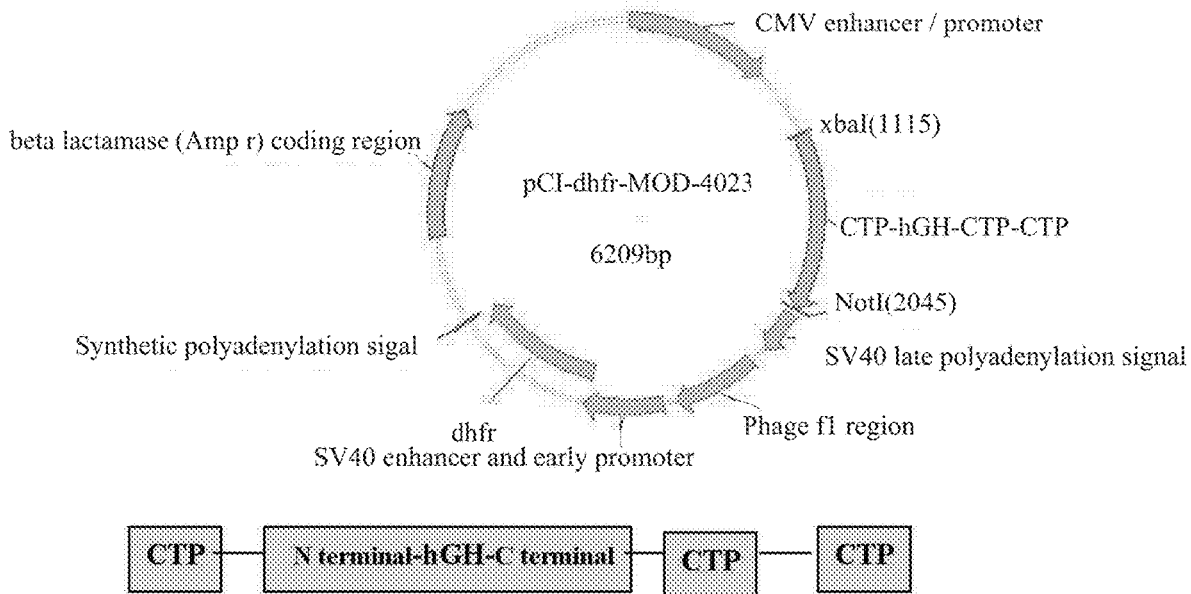 CMV enhancer / promoter
xbaI(1115)
beta lactamase (Amp r) coding region
pCI-dhfr-MOD-4023
CTP-hGH-CTP-CTP
6209bp
NotI(2045)
Synthetic polyadenylation sigal
SV40 late polyadenylation signal
Phage f1 region
dhfr
SV40 enhancer and early promoter
CTP N terminal-hGH-C terminal CTP CTP